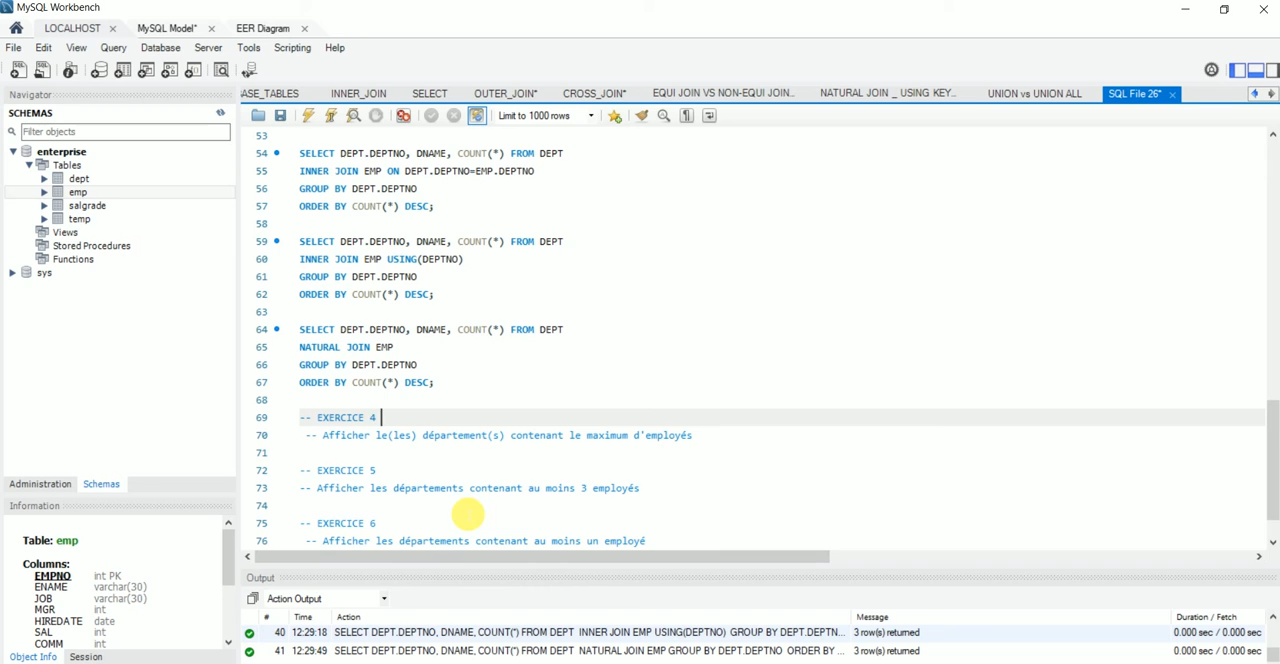 MySQL Workbench
LOCALHOST
MySQL Model*
EER Diagram
File Edit View Query Database Server Tools Scripting Help
Navigator
SCHEMAS
Filter objects
enterprise
Tables
dept
emp
salgrade
temp
Views
Stored Procedures
Functions
sys
Administration Schemas
Information
Table: emp
Columns:
EMPNO int PK
ENAME varchar(30)
JOB varchar(30)
MGR int
HIREDATE date
SAL int
COMM int
Object Info Session
ASE_TABLES INNER_JOIN SELECT OUTER_JOIN* CROSS_JOIN* EQUI JOIN VS NON-EQUI JOIN... NATURAL JOIN _ USING KEY... UNION vs UNION ALL SQL File 26*
Limit to 1000 rows
53
54 SELECT DEPT.DEPTNO, DNAME, COUNT(*) FROM DEPT
55 INNER JOIN EMP ON DEPT.DEPTNO=EMP.DEPTNO
56 GROUP BY DEPT.DEPTNO
57 ORDER BY COUNT(*) DESC;
58
59 SELECT DEPT.DEPTNO, DNAME, COUNT(*) FROM DEPT
60 INNER JOIN EMP USING(DEPTNO)
61 GROUP BY DEPT.DEPTNO
62 ORDER BY COUNT(*) DESC;
63
64 SELECT DEPT.DEPTNO, DNAME, COUNT(*) FROM DEPT
65 NATURAL JOIN EMP
66 GROUP BY DEPT.DEPTNO
67 ORDER BY COUNT(*) DESC;
68
69 -- EXERCICE 4
70 -- Afficher le(les) département(s) contenant le maximum d'employés
71
72 -- EXERCICE 5
73 -- Afficher les départements contenant au moins 3 employés
74
75 -- EXERCICE 6
76 -- Afficher les départements contenant au moins un employé
Output
Action Output
# Time Action Message Duration / Fetch
40 12:29:18 SELECT DEPT.DEPTNO, DNAME, COUNT(*) FROM DEPT INNER JOIN EMP USING(DEPTNO) GROUP BY DEPT.DEPTN... 3 row(s) returned 0.000 sec / 0.000 sec
41 12:29:49 SELECT DEPT.DEPTNO, DNAME, COUNT(*) FROM DEPT NATURAL JOIN EMP GROUP BY DEPT.DEPTNO ORDER BY ... 3 row(s) returned 0.000 sec / 0.000 sec